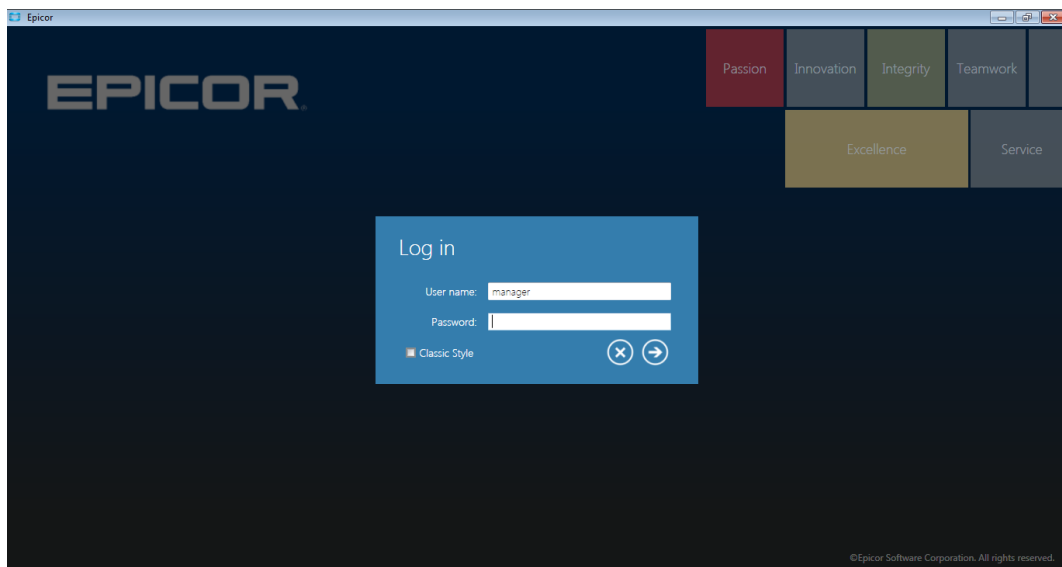 Epicor
EPICOR
Passion Innovation Integrity Teamwork
Excellence Service
Log in
User name: manager
Password:
Classic Style
©Epicor Software Corporation. All rights reserved.